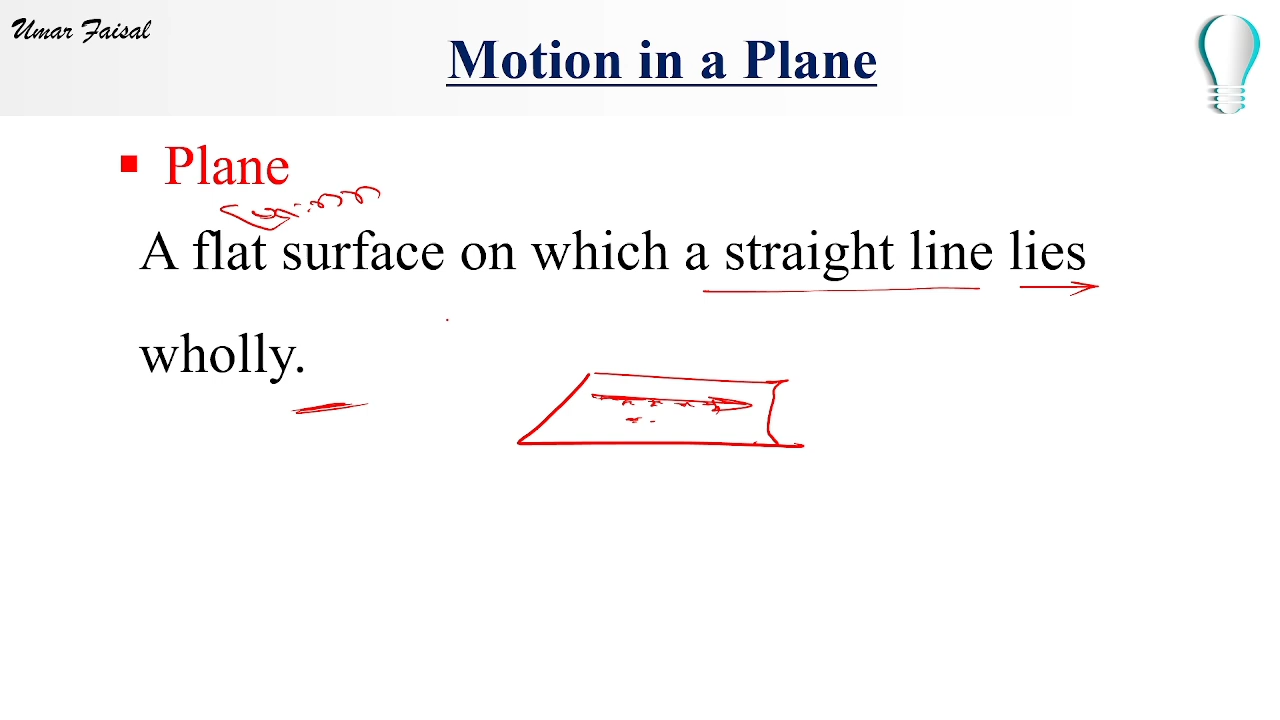 Umar Faisal
Motion in a Plane
Plane
A flat surface on which a straight line lies
wholly.